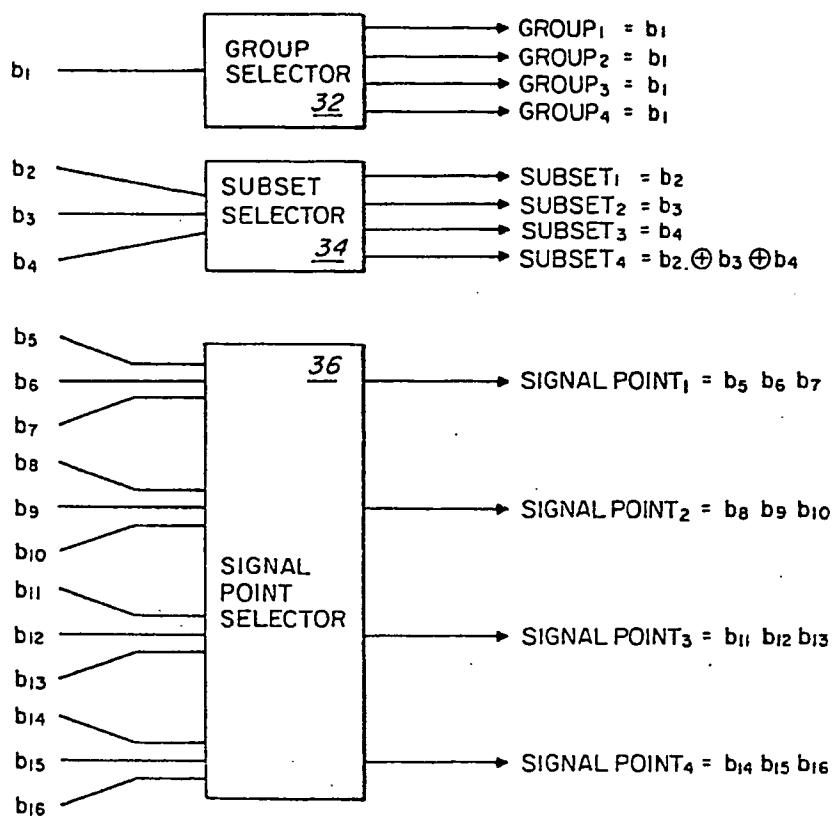 b₁
GROUP
SELECTOR
32
GROUP₁ = b₁
GROUP₂ = b₁
GROUP₃ = b₁
GROUP₄ = b₁
b₂
b₃
b₄
SUBSET
SELECTOR
34
SUBSET₁ = b₂
SUBSET₂ = b₃
SUBSET₃ = b₄
SUBSET₄ = b₂. ⊕ b₃ ⊕ b₄
b₅
b₆
b₇
b₈
b₉
b₁₀
b₁₁
b₁₂
b₁₃
b₁₄
b₁₅
b₁₆
36
SIGNAL
POINT
SELECTOR
SIGNAL POINT₁ = b₅ b₆ b₇
SIGNAL POINT₂ = b₈ b₉ b₁₀
SIGNAL POINT₃ = b₁₁ b₁₂ b₁₃
SIGNAL POINT₄ = b₁₄ b₁₅ b₁₆